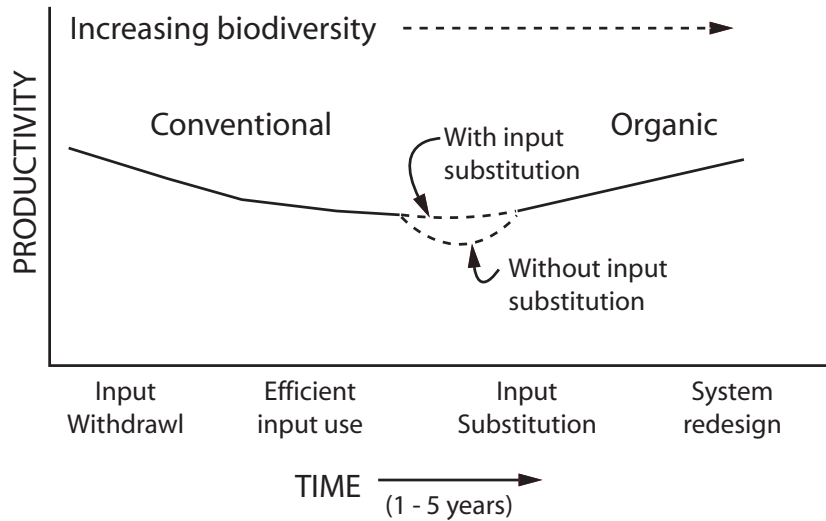 Increasing biodiversity
PRODUCTIVITY
Conventional
With input
substitution
Organic
Without input
substitution
Input
Withdrawl
Efficient
input use
Input
Substitution
System
redesign
TIME
(1 - 5 years)